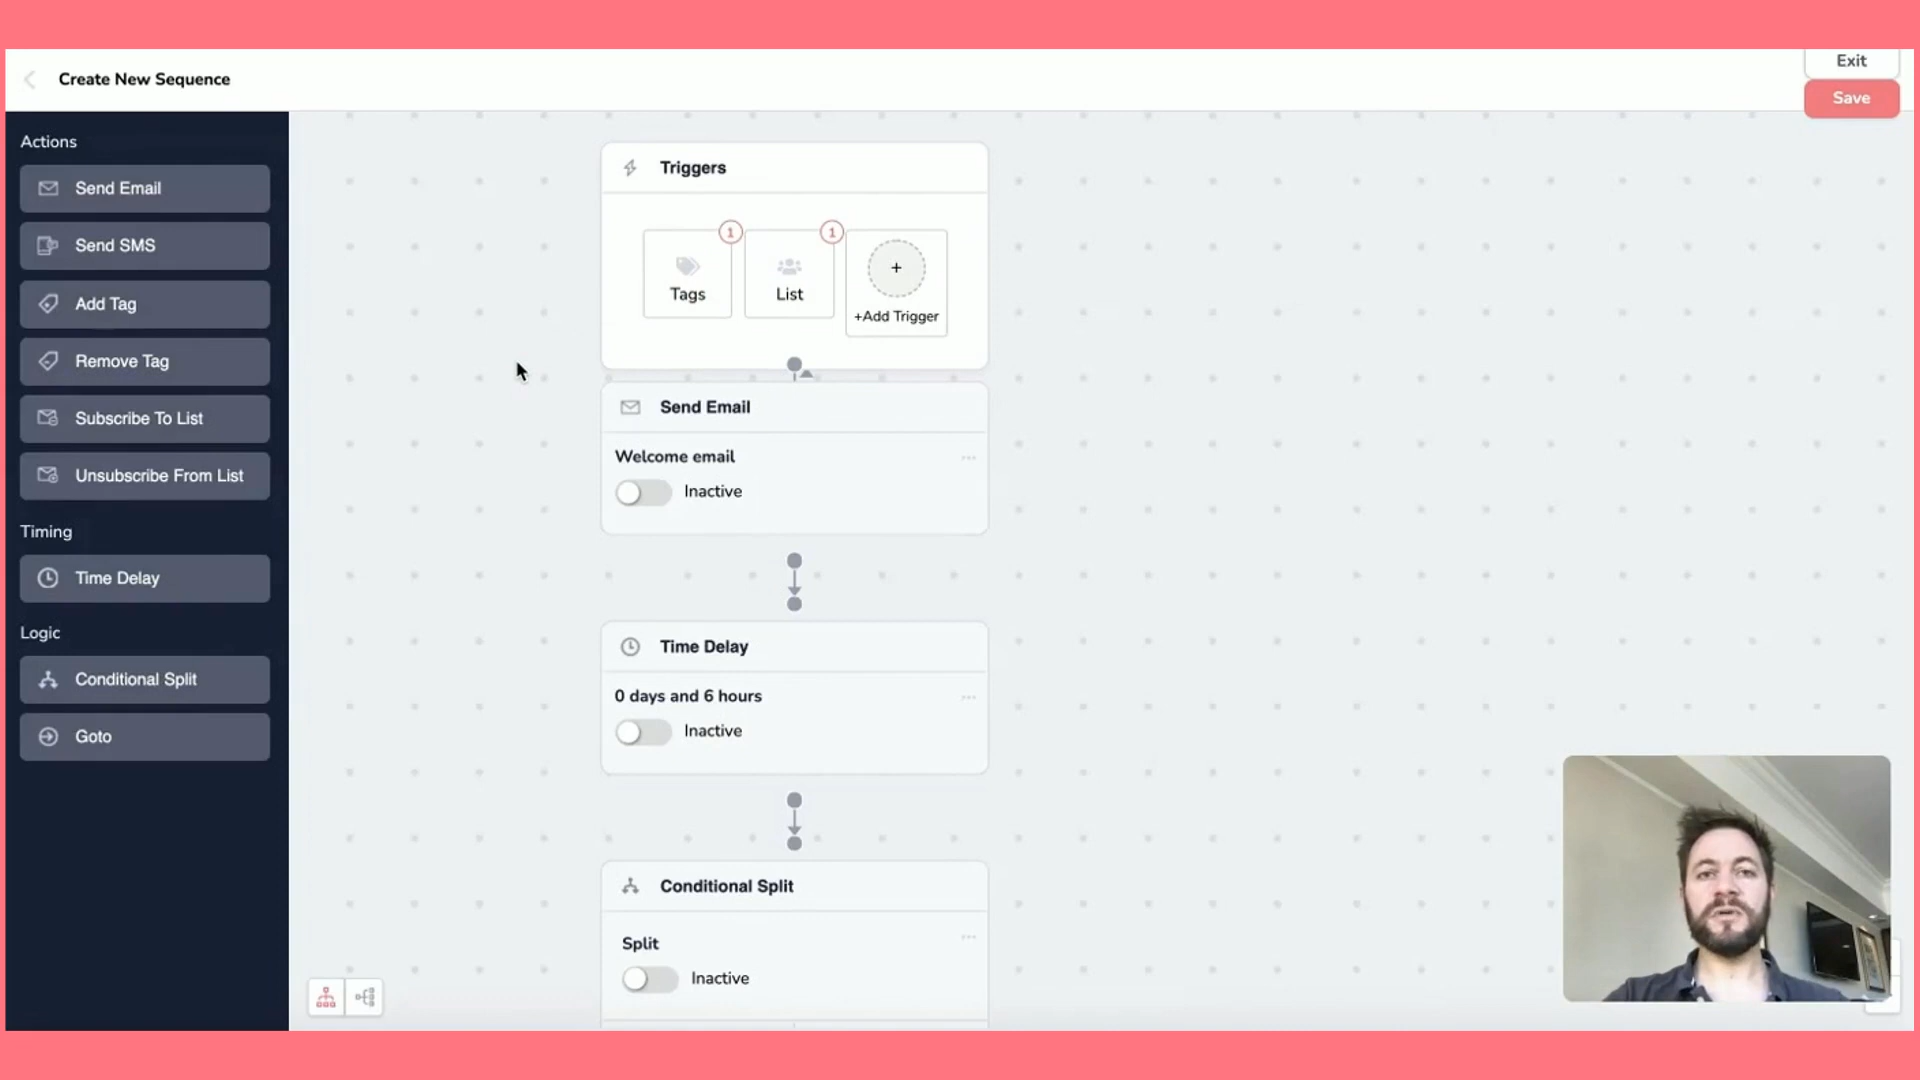 Create New Sequence
Exit
Save
Actions
Send Email
Send SMS
Add Tag
Remove Tag
Subscribe To List
Unsubscribe From List
Timing
Time Delay
Logic
Conditional Split
Goto
Triggers
1
1
Tags
List
+
+Add Trigger
Send Email
Welcome email
...
Inactive
Time Delay
0 days and 6 hours
...
Inactive
Conditional Split
Split
...
Inactive